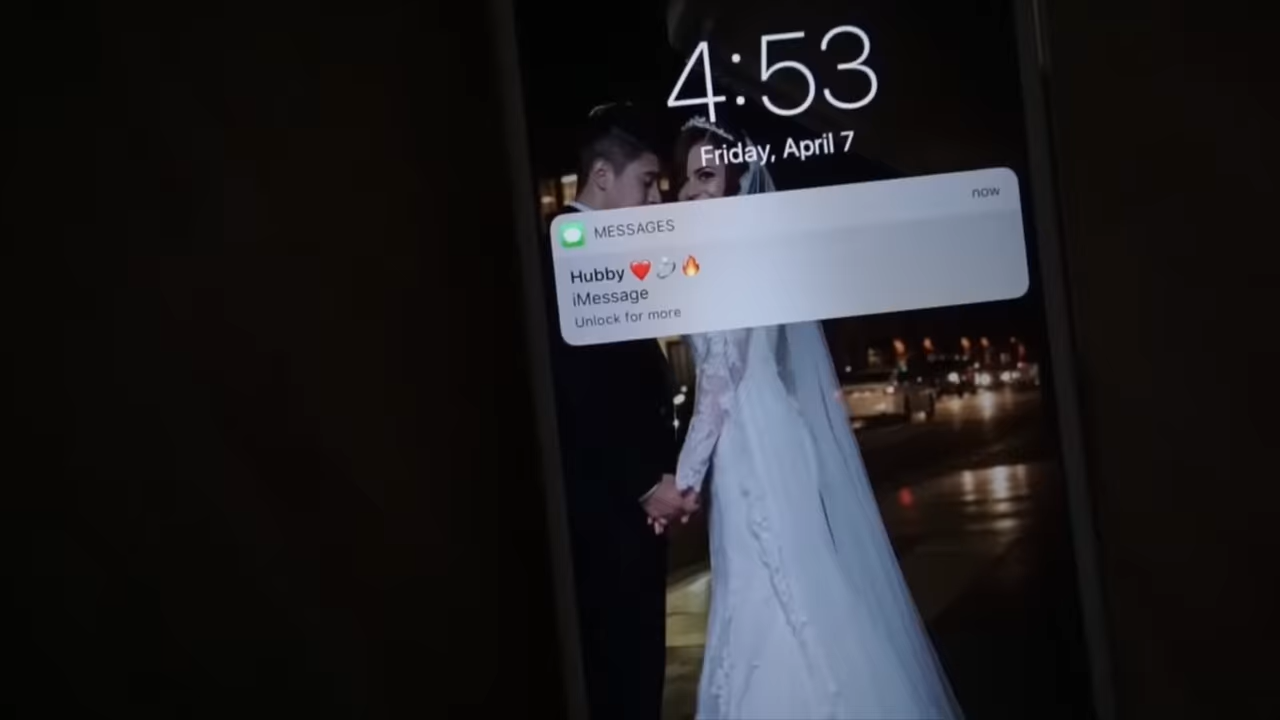 4:53
Friday, April 7
MESSAGES now
Hubby ❤️💍🔥
iMessage
Unlock for more